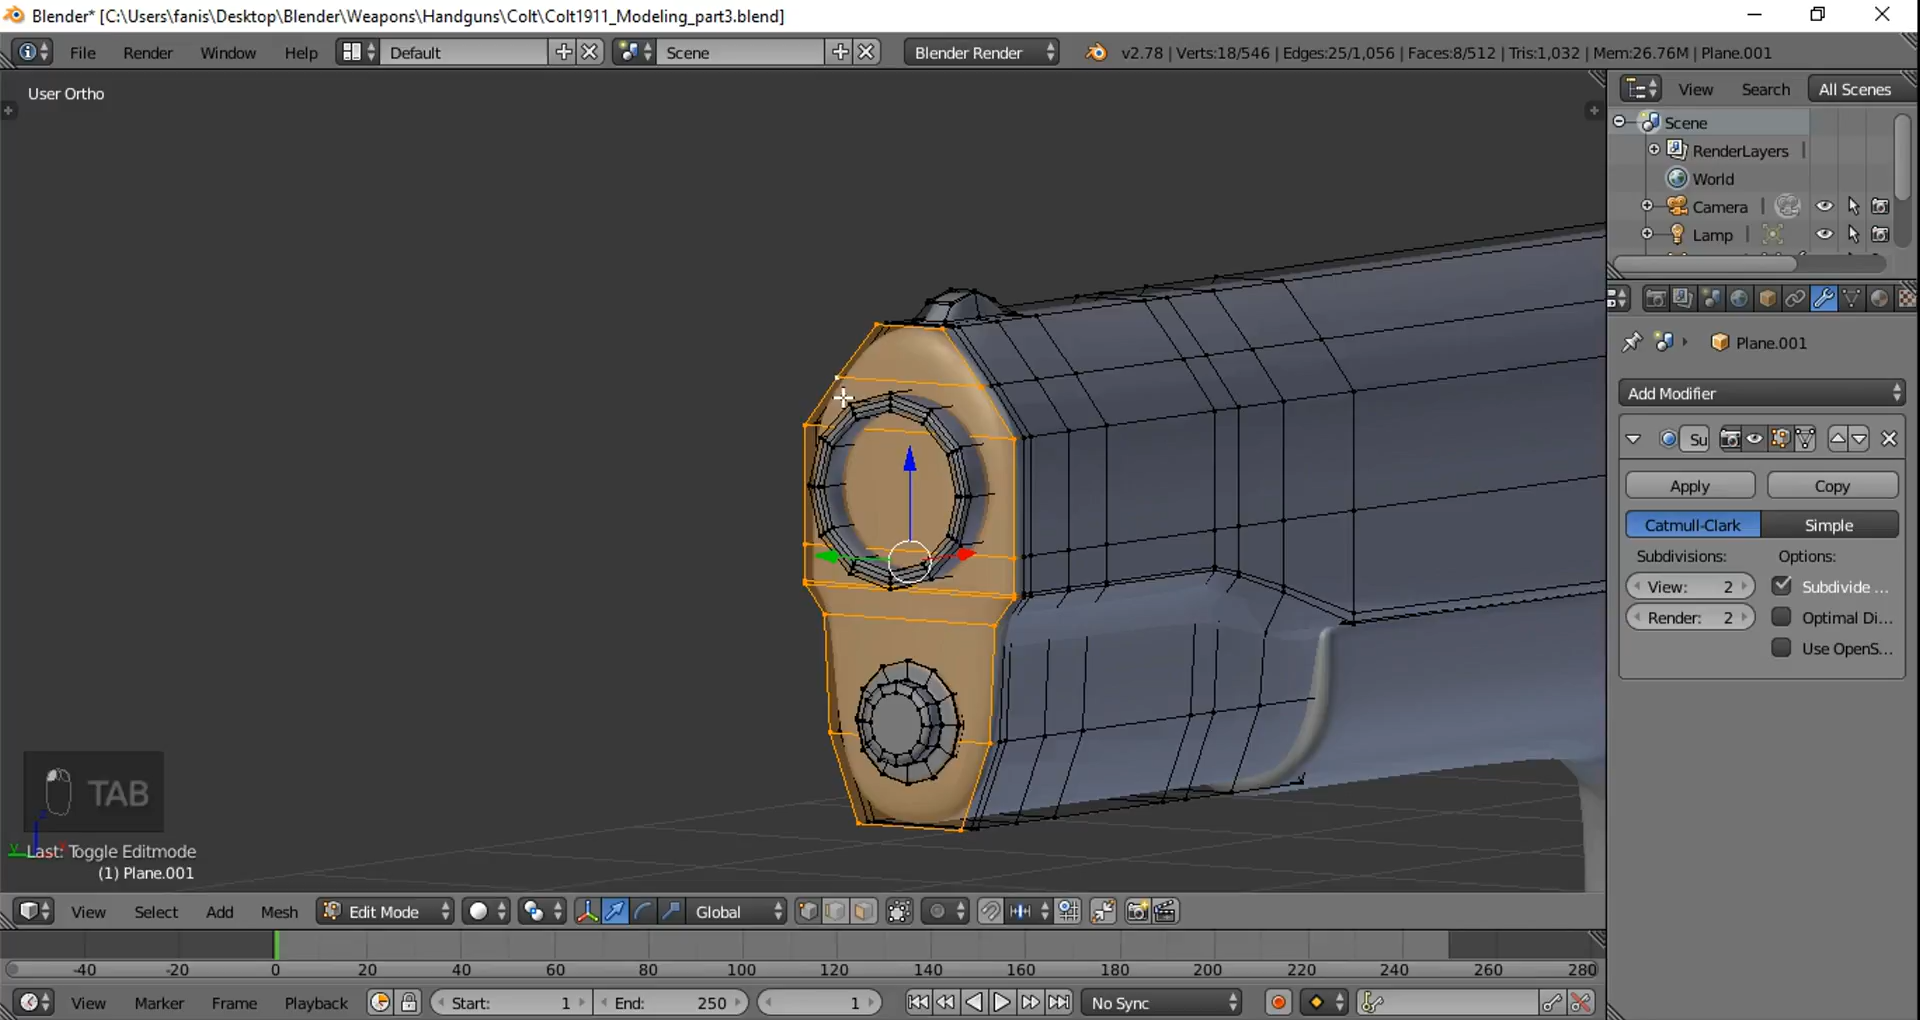 Blender* [C:\Users\fanis\Desktop\Blender\Weapons\Handguns\Colt\Colt1911_Modeling_part3.blend]
File Render Window Help Default Scene Blender Render v2.78 | Verts:18/546 | Edges:25/1,056 | Faces:8/512 | Tris:1,032 | Mem:26.76M | Plane.001
User Ortho
View Search All Scenes
Scene
RenderLayers
World
Camera
Lamp
Plane.001
Add Modifier
Su
Apply Copy
Catmull-Clark Simple
Subdivisions: Options:
View: 2 Subdivide ...
Render: 2 Optimal Di...
Use OpenS...
TAB
Last: Toggle Editmode
(1) Plane.001
View Select Add Mesh Edit Mode Global
-40 -20 0 20 40 60 80 100 120 140 160 180 200 220 240 260 280
View Marker Frame Playback Start: 1 End: 250 1 No Sync